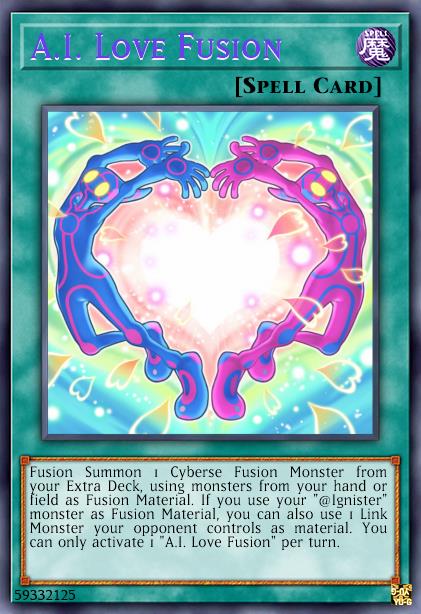 A.I. Love Fusion
SPELL
魔
[Spell Card]
Fusion Summon 1 Cyberse Fusion Monster from
your Extra Deck, using monsters from your hand or
field as Fusion Material. If you use your "@Ignister"
monster as Fusion Material, you can also use 1 Link
Monster your opponent controls as material. You
can only activate 1 "A.I. Love Fusion" per turn.
59332125